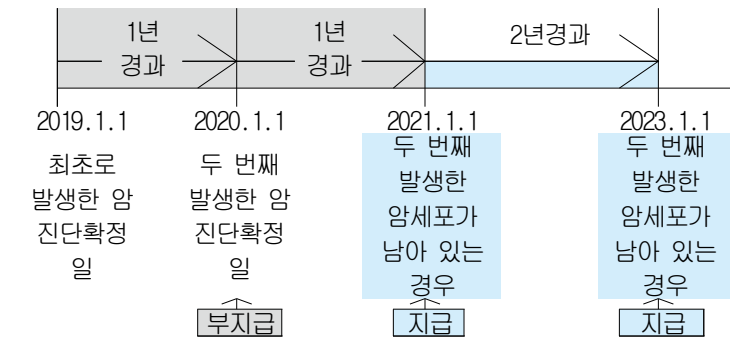 1년
경과
1년
경과
2년경과
2019.1.1
최초로
발생한 암
진단확정
일
2020.1.1
두 번째
발생한 암
진단확정
일
부지급
2021.1.1
두 번째
발생한
암세포가
남아 있는
경우
지급
2023.1.1
두 번째
발생한
암세포가
남아 있는
경우
지급